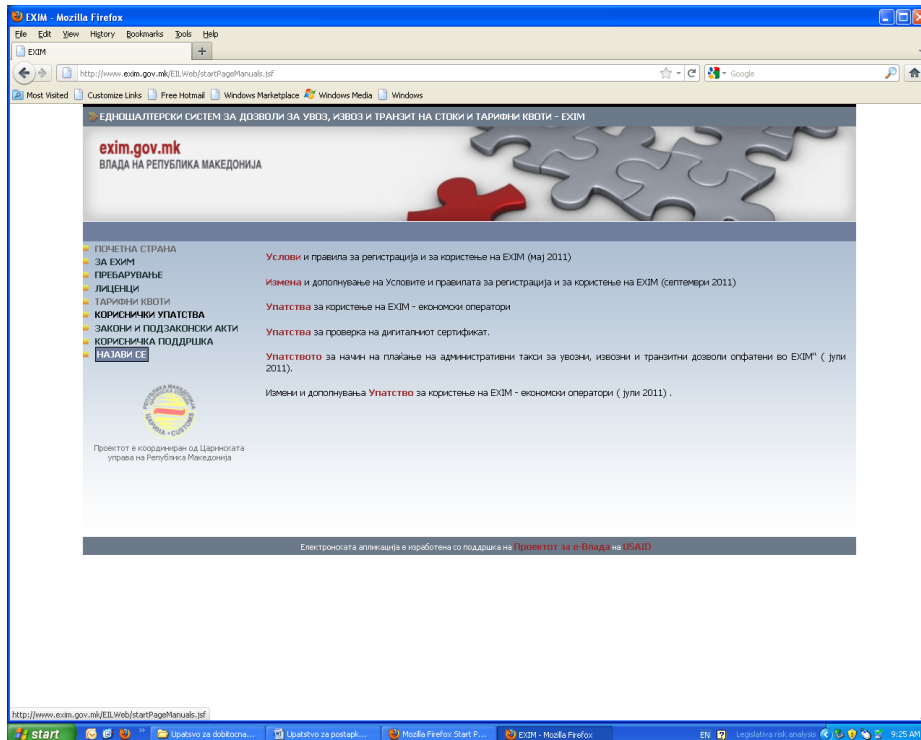 EXIM - Mozilla Firefox
File Edit View History Bookmarks Tools Help
EXIM
http://www.exim.gov.mk/EILWeb/startPageManuals.jsf
Google
Most Visited Customize Links Free Hotmail Windows Marketplace Windows Media Windows
ЕДНОШАЛТЕРСКИ СИСТЕМ ЗА ДОЗВОЛИ ЗА УВОЗ, ИЗВОЗ И ТРАНЗИТ НА СТОКИ И ТАРИФНИ КВОТИ - EXIM
exim.gov.mk
ВЛАДА НА РЕПУБЛИКА МАКЕДОНИЈА
ПОЧЕТНА СТРАНА
ЗА ЕХИМ
ПРЕБАРУВАЊЕ
ЛИЦЕНЦИ
ТАРИФНИ КВОТИ
КОРИСНИЧКИ УПАТСТВА
ЗАКОНИ И ПОДЗАКОНСКИ АКТИ
КОРИСНИЧКА ПОДДРШКА
НАЈАВИ СЕ
ЦАРИНА - CUSTOMS
Проектот е координиран од Царинската
управа на Република Македонија
Услови и правила за регистрација и за користење на EXIM (мај 2011)
Измена и дополнување на Условите и правилата за регистрација и за користење на EXIM (септември 2011)
Упатства за користење на EXIM - економски оператори
Упатства за проверка на дигиталниот сертификат.
Упатството за начин на плаќање на административни такси за увозни, извозни и транзитни дозволи опфатени во EXIM" ( јули
2011).
Измени и дополнувања Упатство за користење на EXIM - економски оператори ( јули 2011) .
Електронската апликација е изработена со поддршка на Проектот за е-Влада на USAID
http://www.exim.gov.mk/EILWeb/startPageManuals.jsf
start
Upatsvo za dobitocna...
Upatstvo za postapk...
Mozilla Firefox Start P...
EXIM - Mozilla Firefox
EN
Legislativa risk analysis
9:25 AM